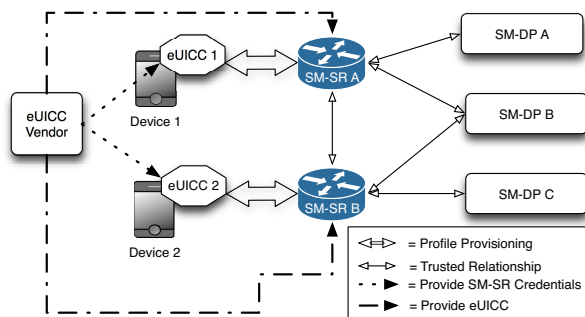 eUICC 1
SM-SR A
SM-DP A
Device 1
eUICC
Vendor
SM-DP B
eUICC 2
SM-SR B
SM-DP C
Device 2
= Profile Provisioning
= Trusted Relationship
= Provide SM-SR Credentials
= Provide eUICC